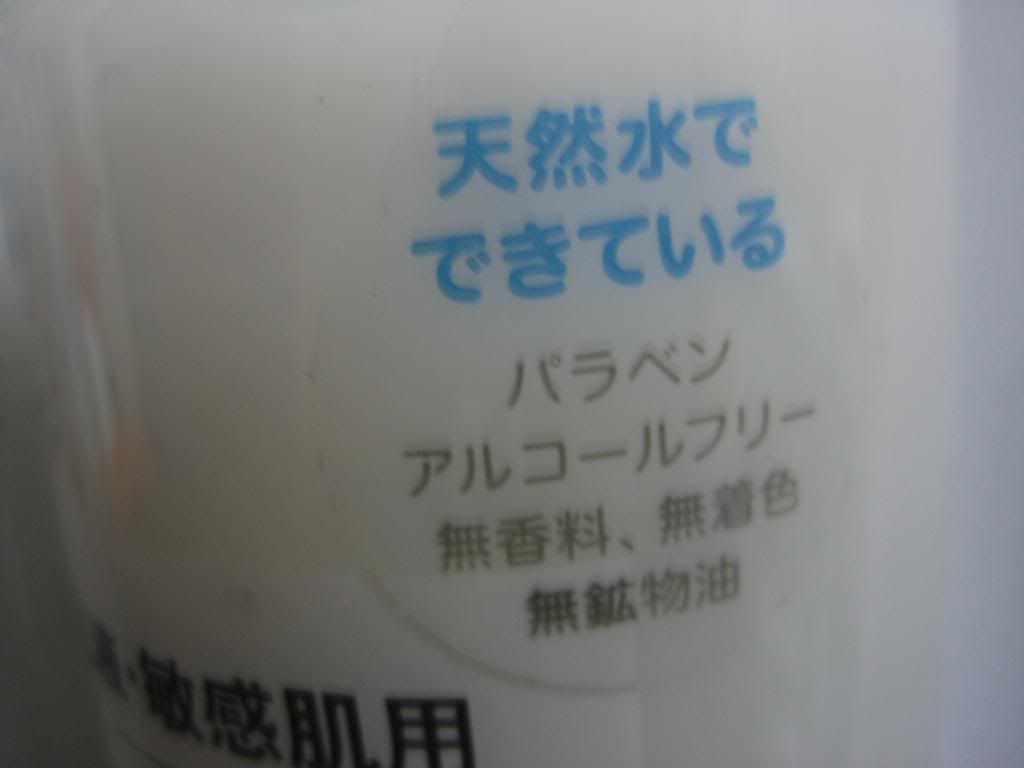 天然水で
できている
パラベン
アルコールフリー
無香料、無着色
無鉱物油
・敏感肌用